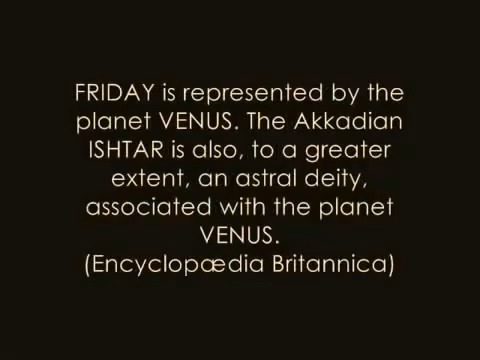 FRIDAY is represented by the
planet VENUS. The Akkadian
ISHTAR is also, to a greater
extent, an astral deity,
associated with the planet
VENUS.
(Encyclopædia Britannica)